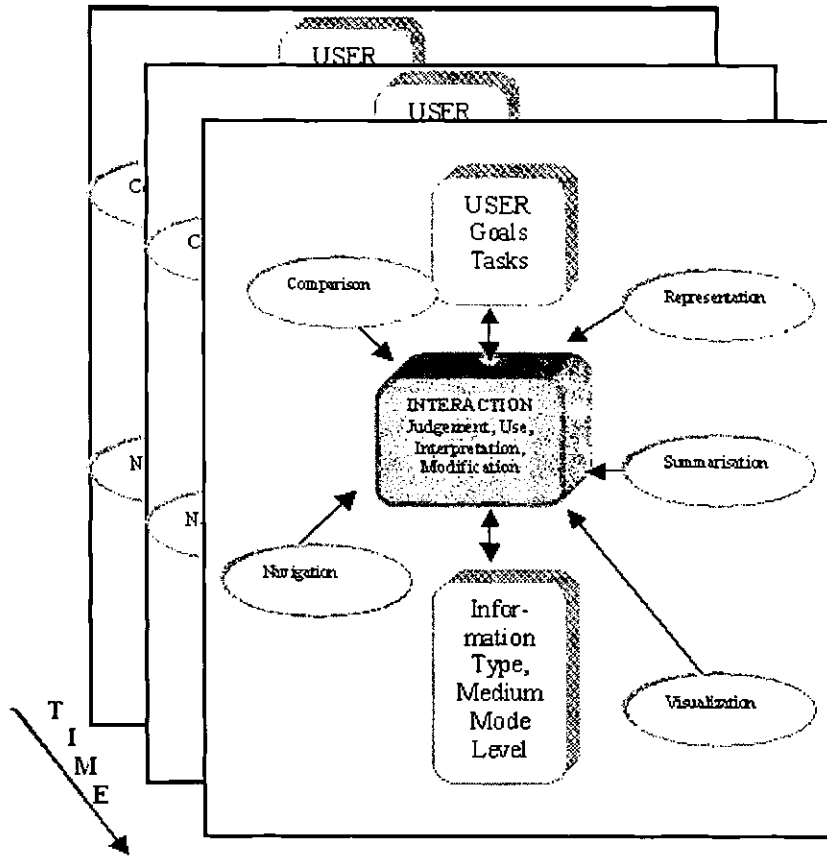 USER
USER
C
C
USER
Goals
Tasks
Comparison
Representation
INTERACTION
Judgement, Use,
Interpretation,
Modification
Summarisation
N
N
Navigation
Infor-
mation
Type,
Medium
Mode
Level
Visualization
T
I
M
E